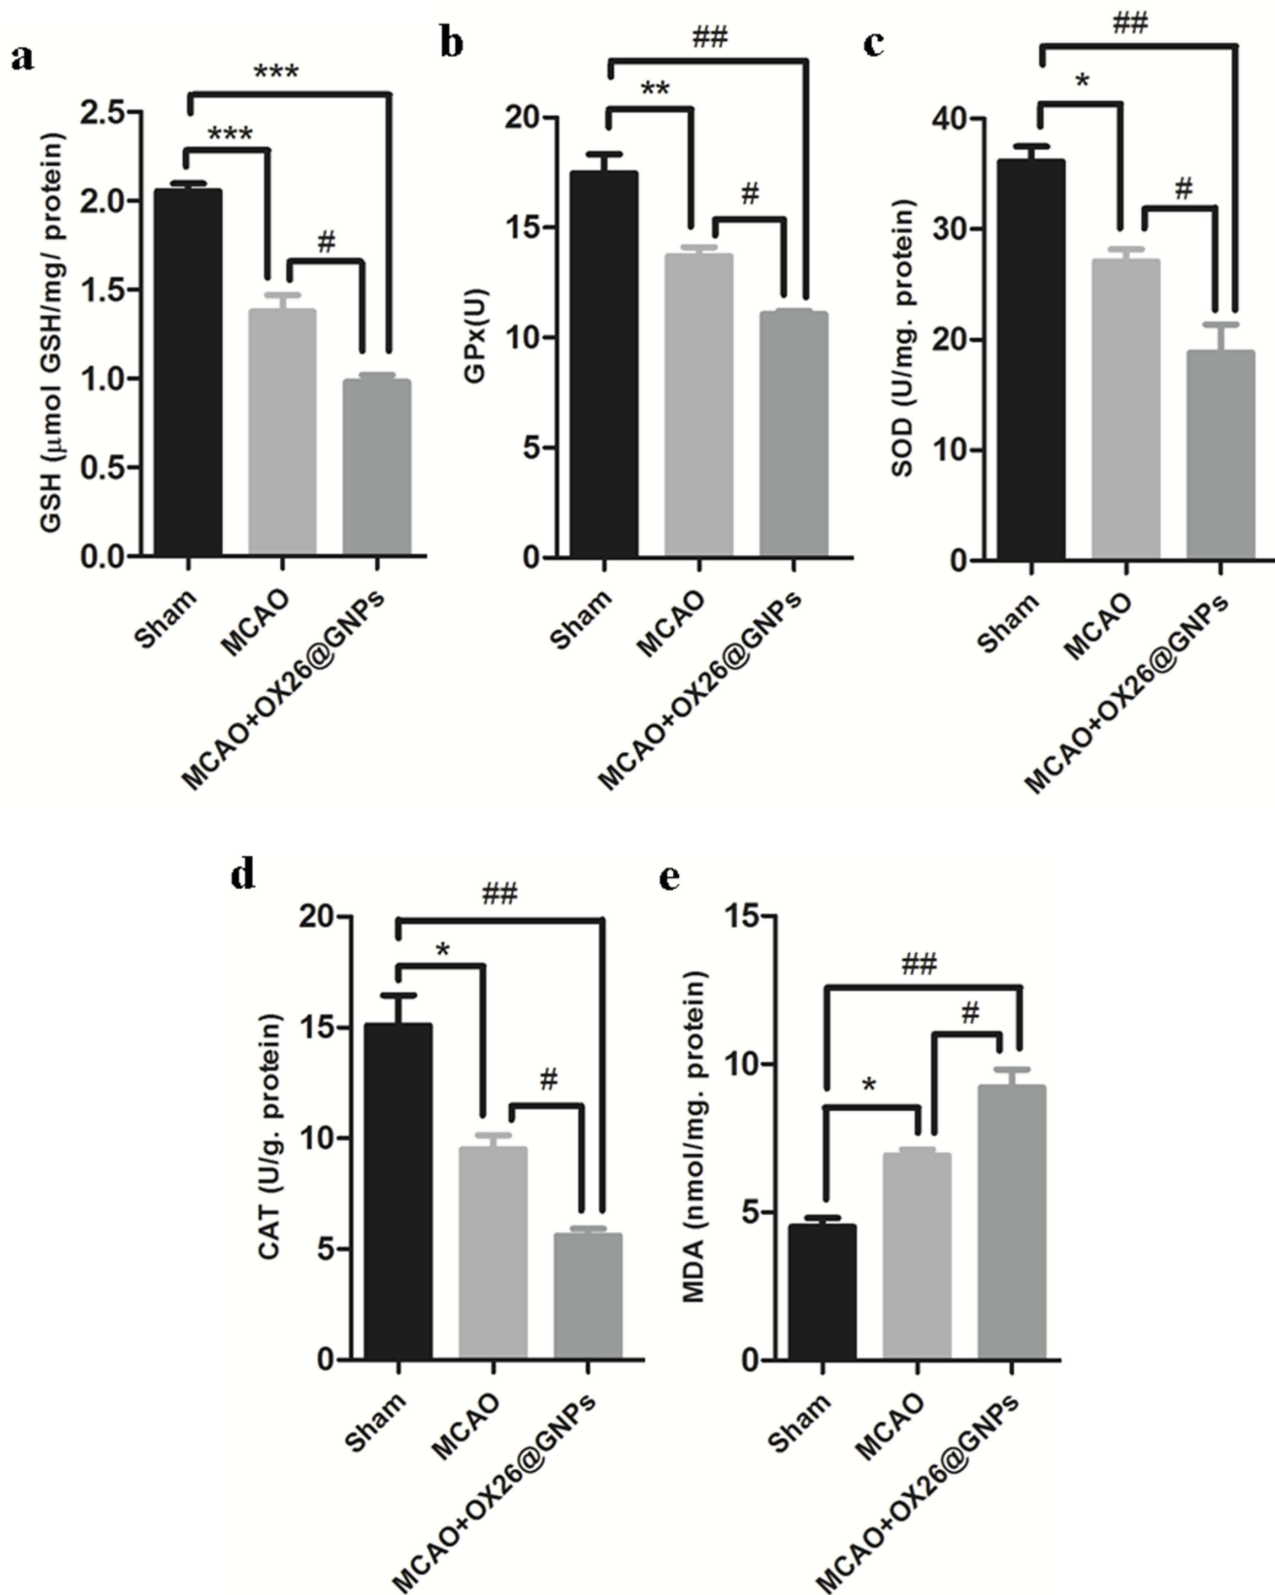 a
***
***
#
2.5
2.0
1.5
1.0
0.5
0.0
GSH (μmol GSH/mg/ protein)
Sham
MCAO
MCAO+OX26@GNPs
b
##
**
#
20
15
10
5
0
GPx(U)
Sham
MCAO
MCAO+OX26@GNPs
c
##
*
#
40
30
20
10
0
SOD (U/mg. protein)
Sham
MCAO
MCAO+OX26@GNPs
d
##
*
#
20
15
10
5
0
CAT (U/g. protein)
Sham
MCAO
MCAO+OX26@GNPs
e
##
#
*
15
10
5
0
MDA (nmol/mg. protein)
Sham
MCAO
MCAO+OX26@GNPs